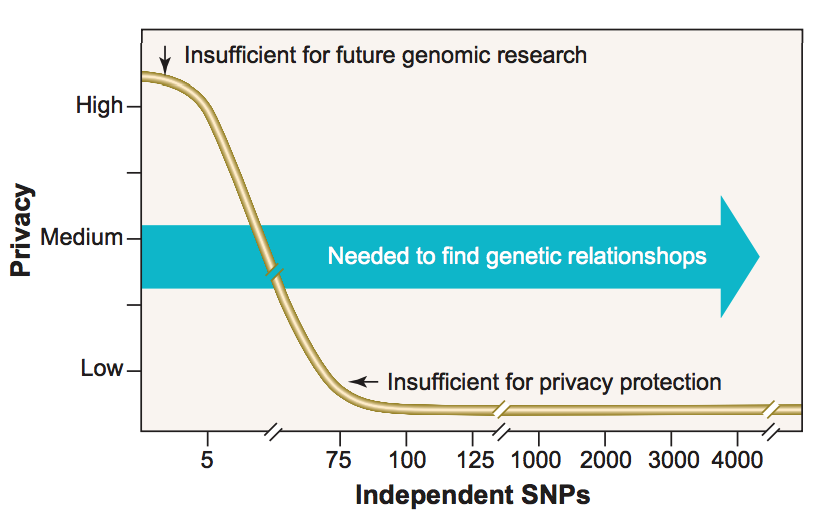 Insufficient for future genomic research
High
Medium
Low
Privacy
Needed to find genetic relationshops
Insufficient for privacy protection
5 75 100 125 1000 2000 3000 4000
Independent SNPs